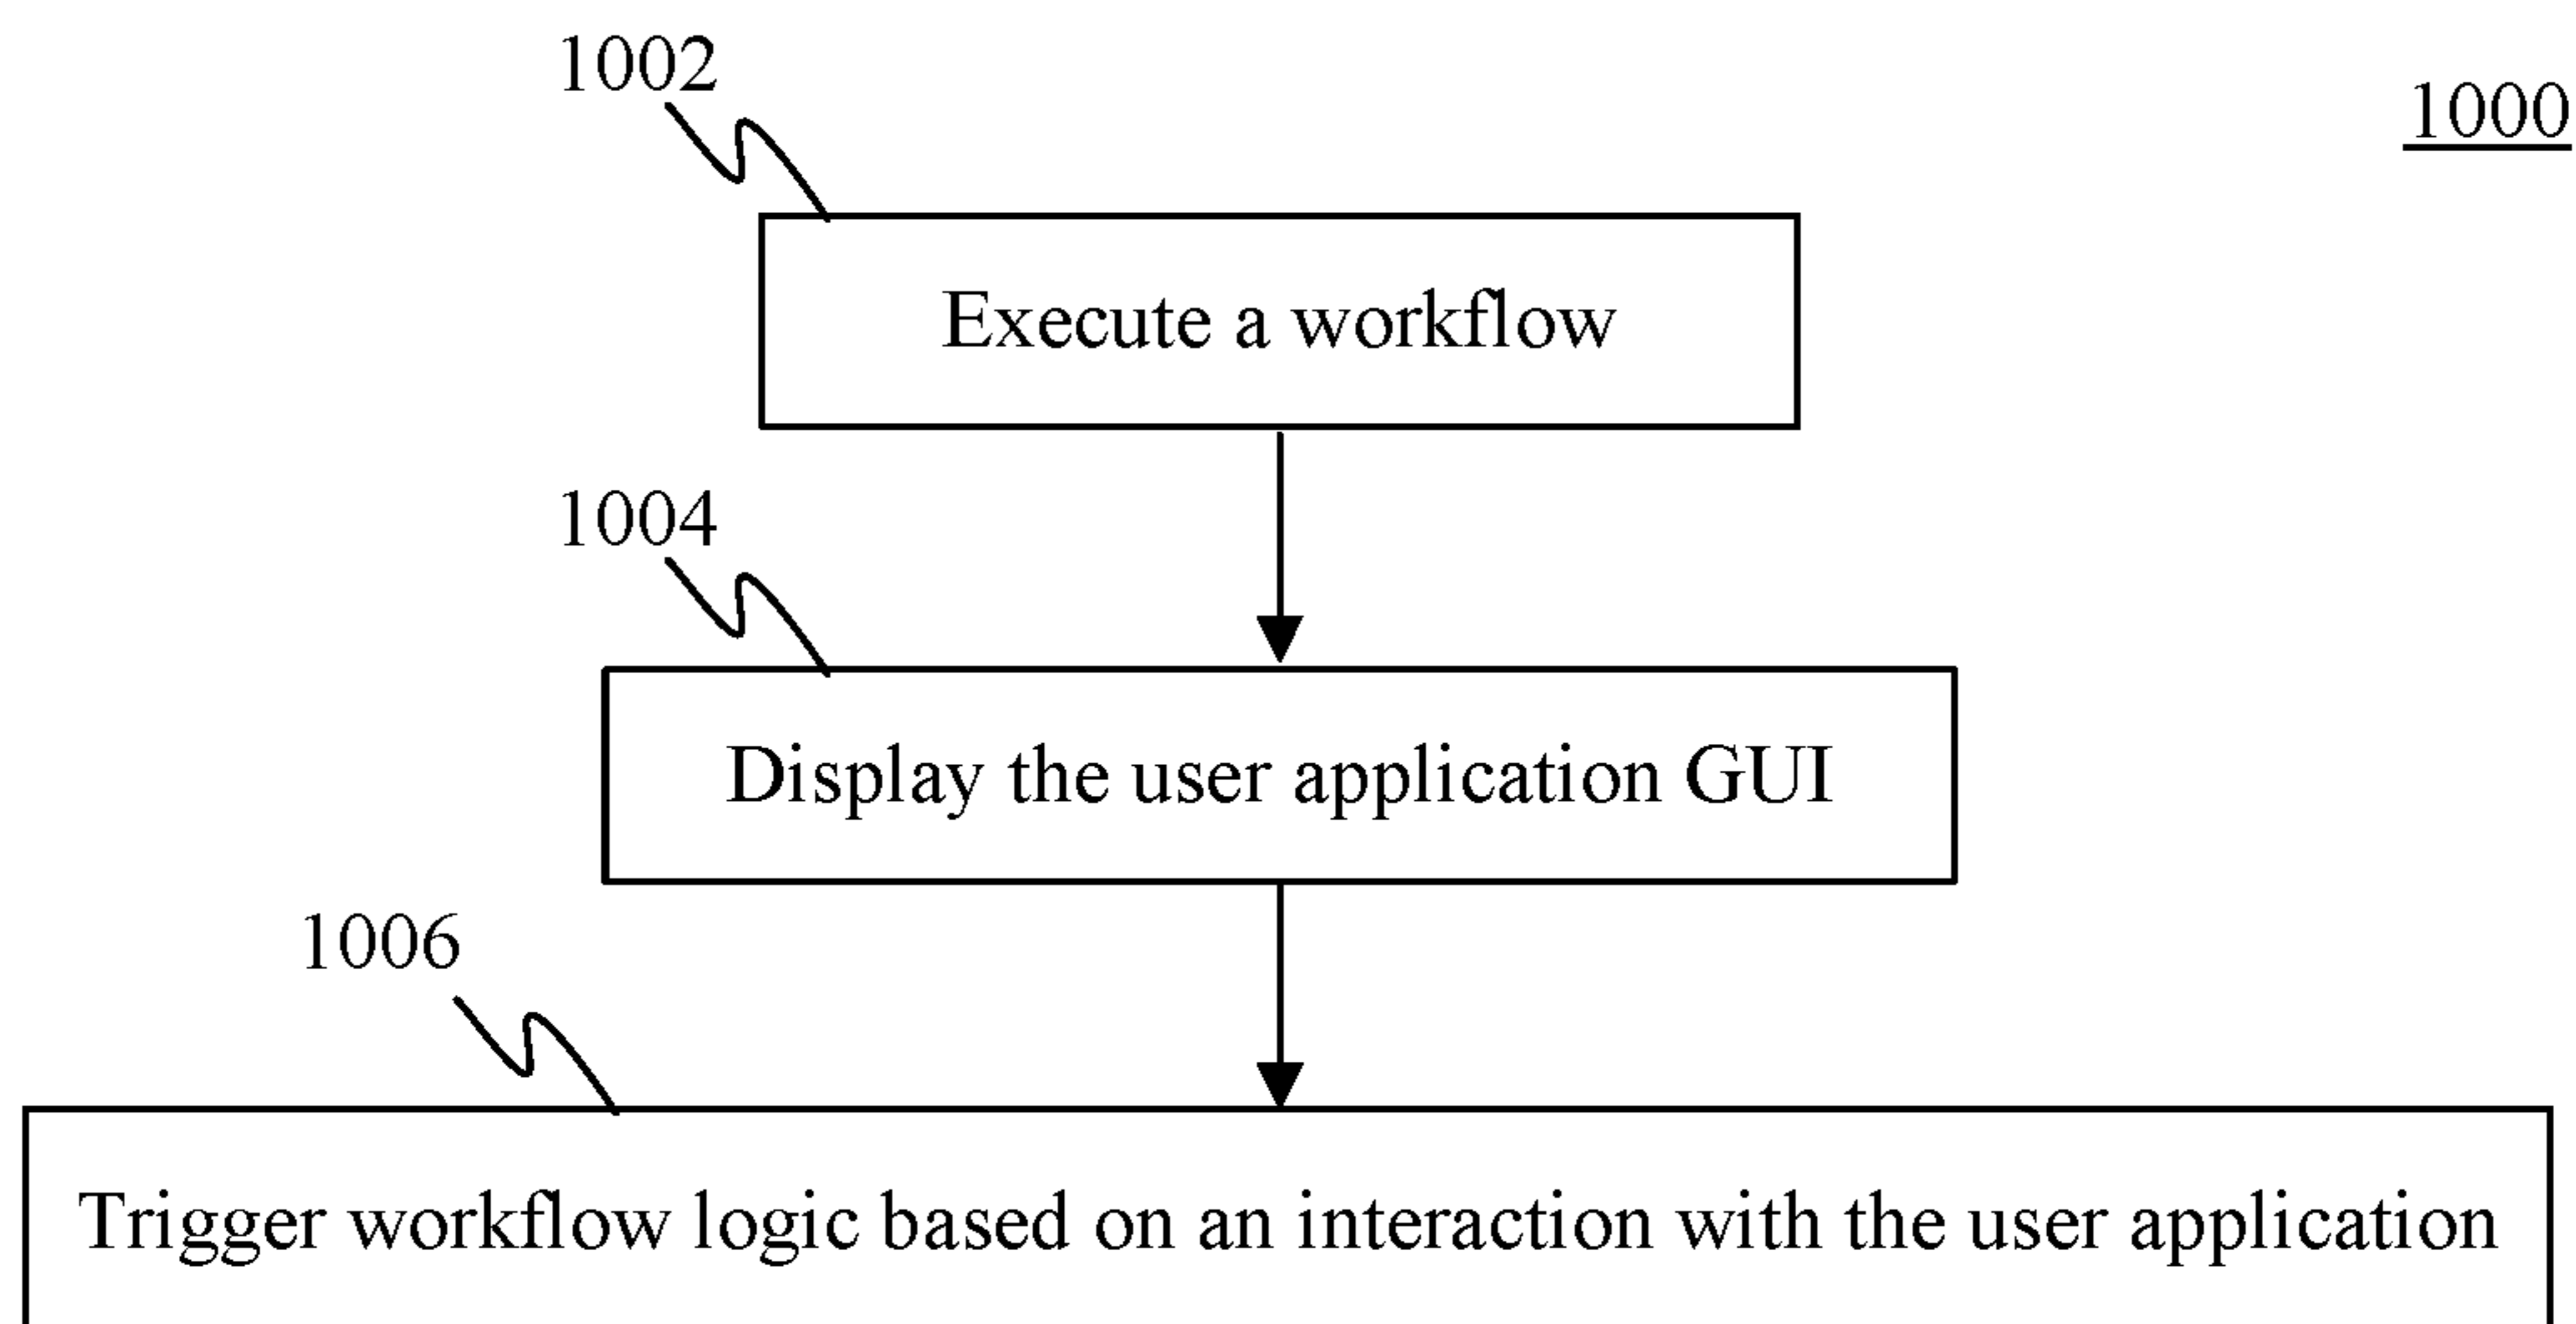 1002
1000
Execute a workflow
1004
Display the user application GUI
1006
Trigger workflow logic based on an interaction with the user application